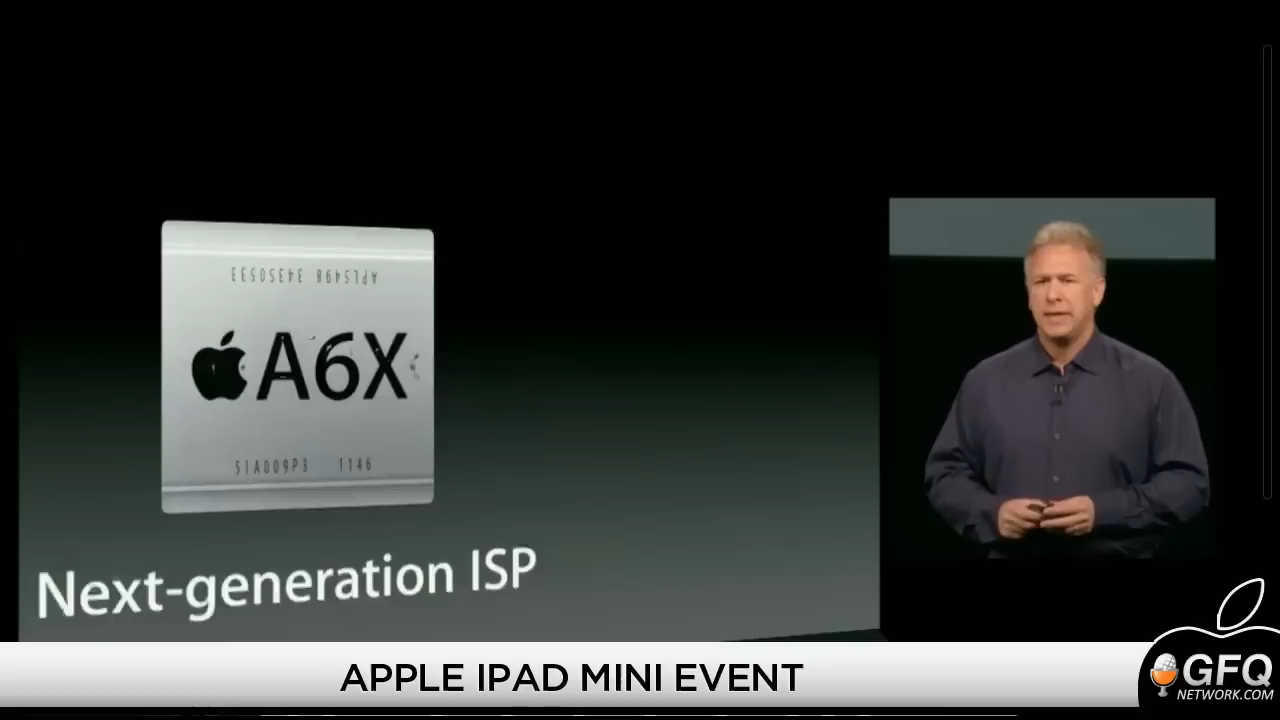 APL5498 343S0533
A6X
51A009P3 1146
Next-generation ISP
APPLE IPAD MINI EVENT
GFQ
NETWORK.COM